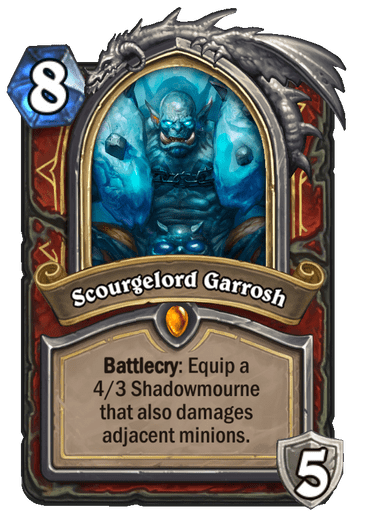 8
Scourgelord Garrosh
Battlecry: Equip a
4/3 Shadowmourne
that also damages
adjacent minions.
5